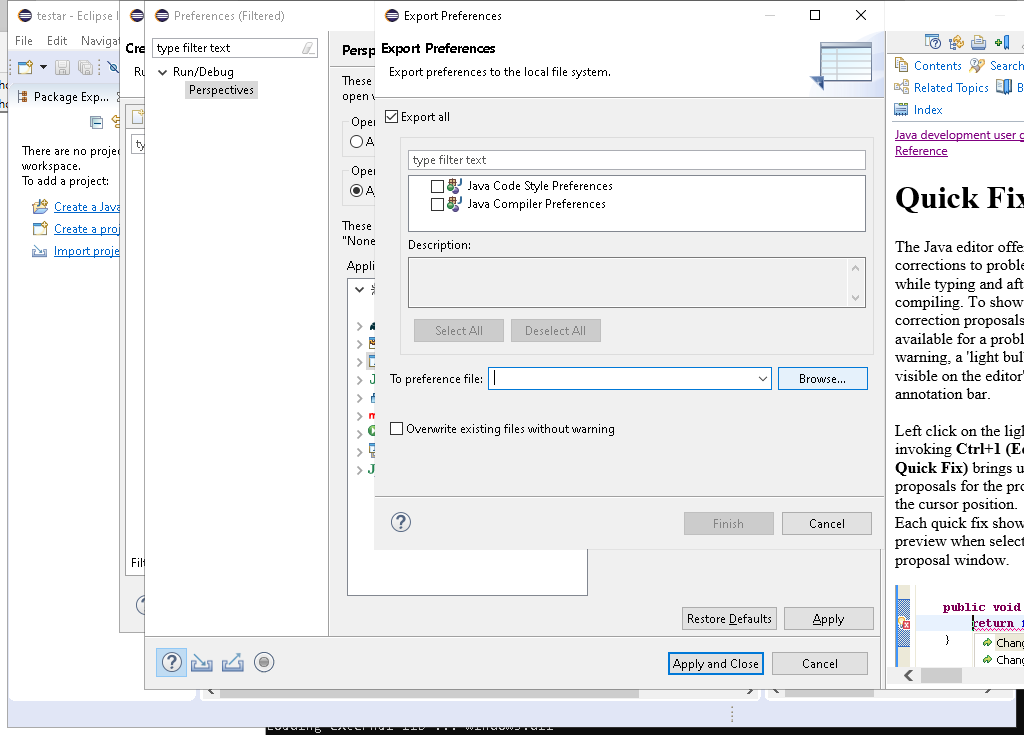 testar - Eclipse I
File Edit Navigat
Package Exp...
There are no projec
workspace.
To add a project:
Create a Java
Create a proj
Import proje
Cre
Ru
ty
Filt
Preferences (Filtered)
type filter text
Run/Debug
Perspectives
Persp
These
open v
Open
A
Open
A
These
"None
Appli
Restore Defaults
Apply
Apply and Close
Cancel
Export Preferences
Export Preferences
Export preferences to the local file system.
Export all
type filter text
Java Code Style Preferences
Java Compiler Preferences
Description:
Select All
Deselect All
To preference file:
Browse...
Overwrite existing files without warning
Finish
Cancel
Contents Search
Related Topics B
Index
Java development user g
Reference
Quick Fix
The Java editor offe
corrections to proble
while typing and aft
compiling. To show
correction proposals
available for a probl
warning, a 'light bul
visible on the editor'
annotation bar.
Left click on the ligh
invoking Ctrl+1 (Ed
Quick Fix) brings u
proposals for the pro
the cursor position.
Each quick fix show
preview when select
proposal window.
public void
return f
}
Chang
Chang
Loading external lib ... windows.dll